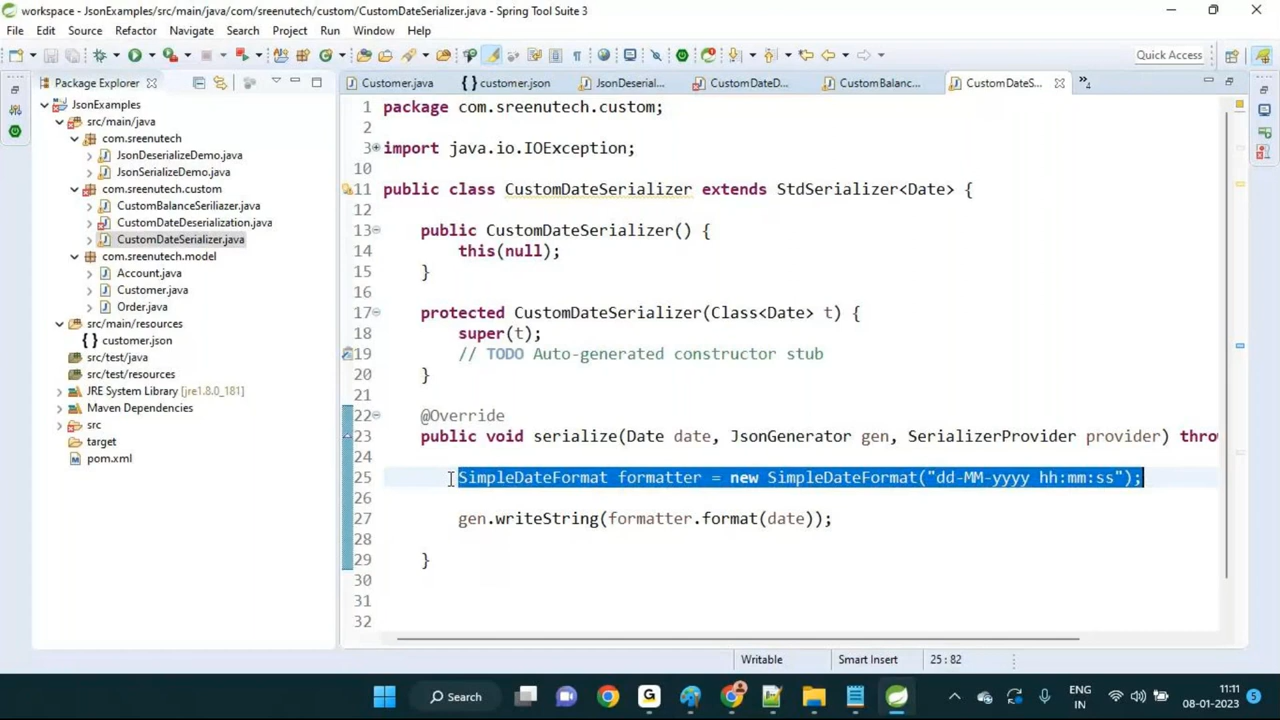 workspace - JsonExamples/src/main/java/com/sreenutech/custom/CustomDateSerializer.java - Spring Tool Suite 3
File Edit Source Refactor Navigate Search Project Run Window Help
Quick Access
Package Explorer
Customer.java
customer.json
JsonDeserial...
CustomDateD...
CustomBalanc...
CustomDateS...
JsonExamples
src/main/java
com.sreenutech
JsonDeserializeDemo.java
JsonSerializeDemo.java
com.sreenutech.custom
CustomBalanceSeriliazer.java
CustomDateDeserialization.java
CustomDateSerializer.java
com.sreenutech.model
Account.java
Customer.java
Order.java
src/main/resources
customer.json
src/test/java
src/test/resources
JRE System Library [jre1.8.0_181]
Maven Dependencies
src
target
pom.xml
1 package com.sreenutech.custom;
2
3 import java.io.IOException;
10
11 public class CustomDateSerializer extends StdSerializer<Date> {
12
13 public CustomDateSerializer() {
14 this(null);
15 }
16
17 protected CustomDateSerializer(Class<Date> t) {
18 super(t);
19 // TODO Auto-generated constructor stub
20 }
21
22 @Override
23 public void serialize(Date date, JsonGenerator gen, SerializerProvider provider) throw
24
25 SimpleDateFormat formatter = new SimpleDateFormat("dd-MM-yyyy hh:mm:ss");
26
27 gen.writeString(formatter.format(date));
28
29 }
30
31
32
Writable Smart Insert 25 : 82
Search
ENG
IN
11:11
08-01-2023
5